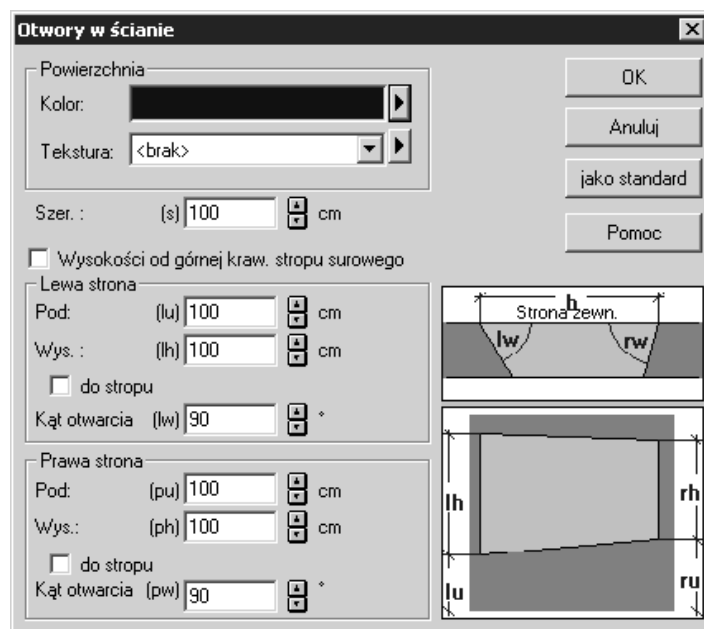 Otwory w ścianie
Powierzchnia
Kolor:
Tekstura: <brak>
Szer. : (s) 100 cm
Wysokości od górnej kraw. stropu surowego
Lewa strona
Pod: (lu) 100 cm
Wys. : (lh) 100 cm
do stropu
Kąt otwarcia (lw) 90 °
Prawa strona
Pod: (pu) 100 cm
Wys.: (ph) 100 cm
do stropu
Kąt otwarcia (pw) 90 °
OK
Anuluj
jako standard
Pomoc
h
Strona zewn.
lw rw
lh rh
lu ru